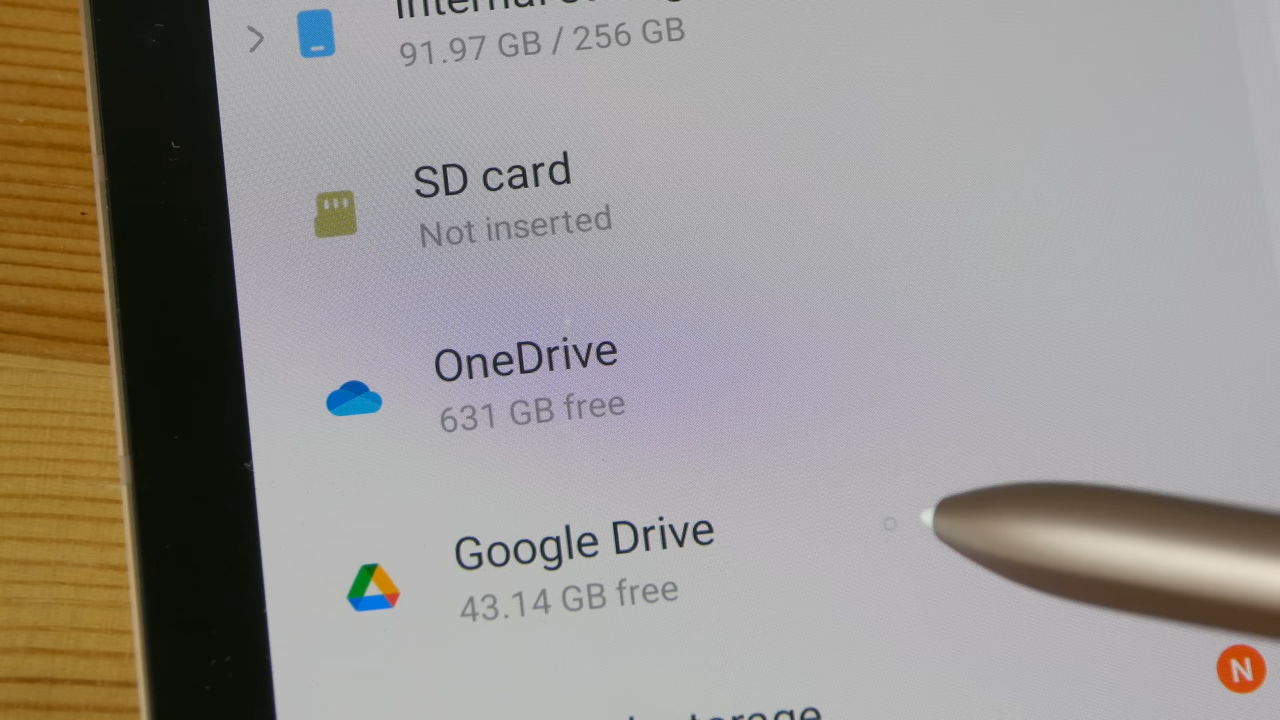 Internal
91.97 GB / 256 GB
SD card
Not inserted
OneDrive
631 GB free
Google Drive
43.14 GB free
N